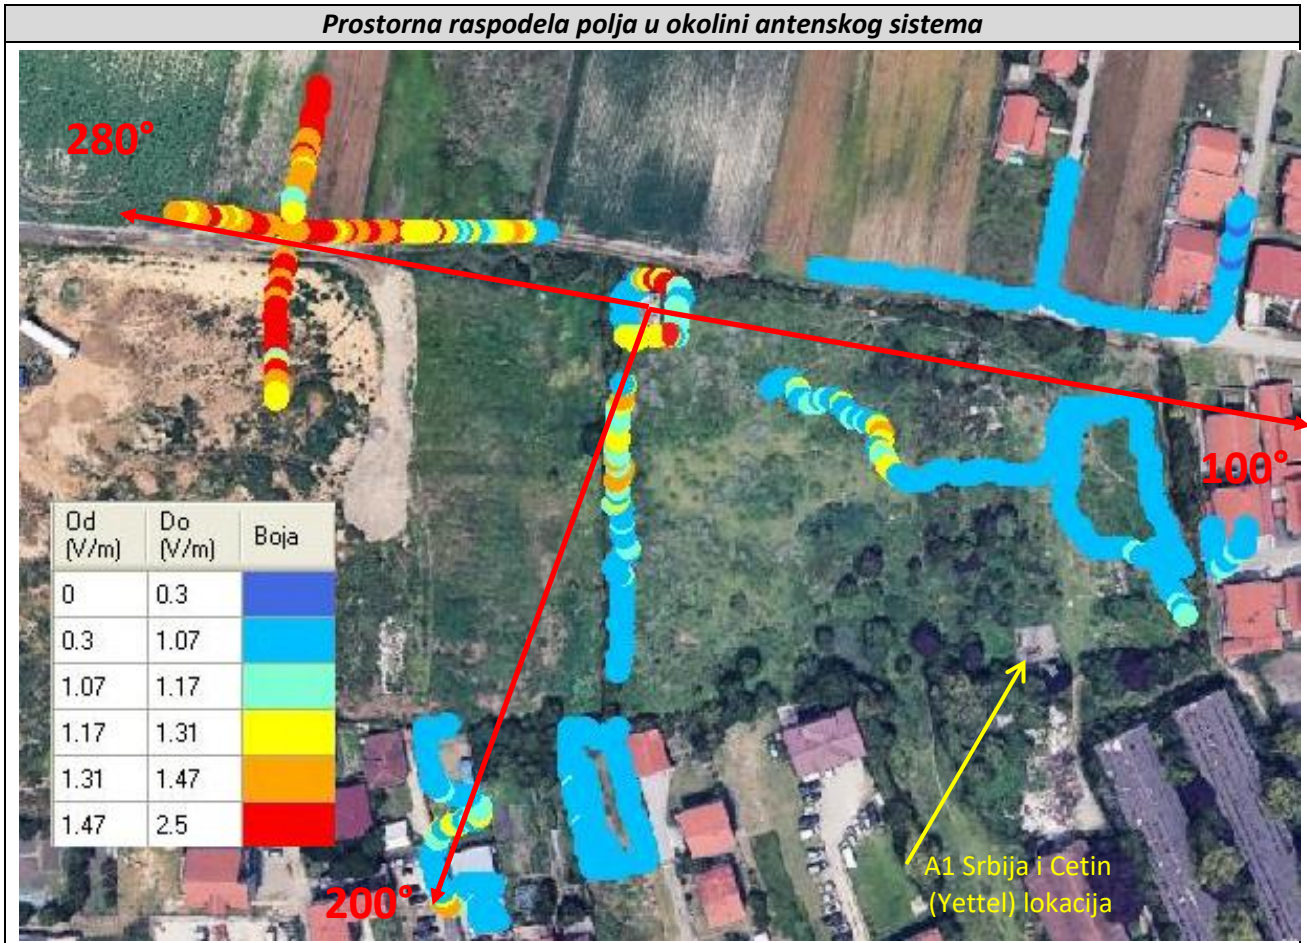 Prostorna raspodela polja u okolini antenskog sistema
280°
100°
Od (V/m) Do (V/m) Boja
0 0.3
0.3 1.07
1.07 1.17
1.17 1.31
1.31 1.47
1.47 2.5
A1 Srbija i Cetin
(Yettel) lokacija
200°